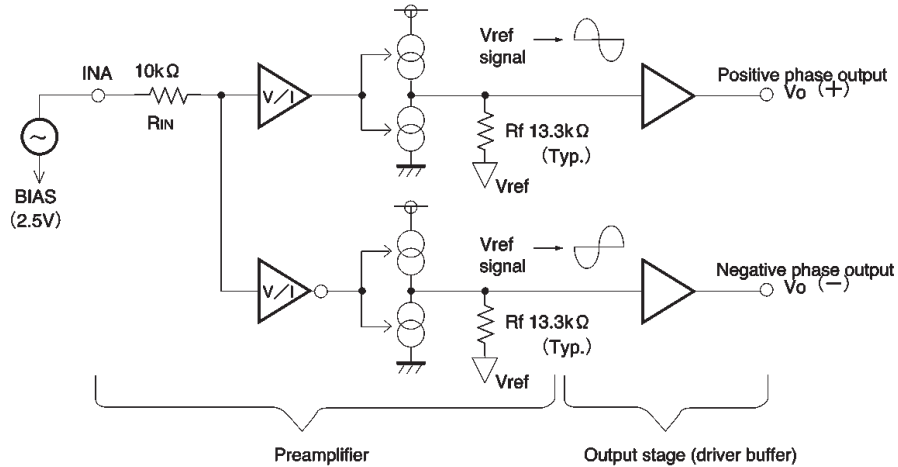 INA
10kΩ
RIN
BIAS
(2.5V)
V/I
Vref
signal
Rf 13.3kΩ
(Typ.)
Vref
Positive phase output
Vo (+)
V/I
Vref
signal
Rf 13.3kΩ
(Typ.)
Vref
Negative phase output
Vo (−)
Preamplifier
Output stage (driver buffer)